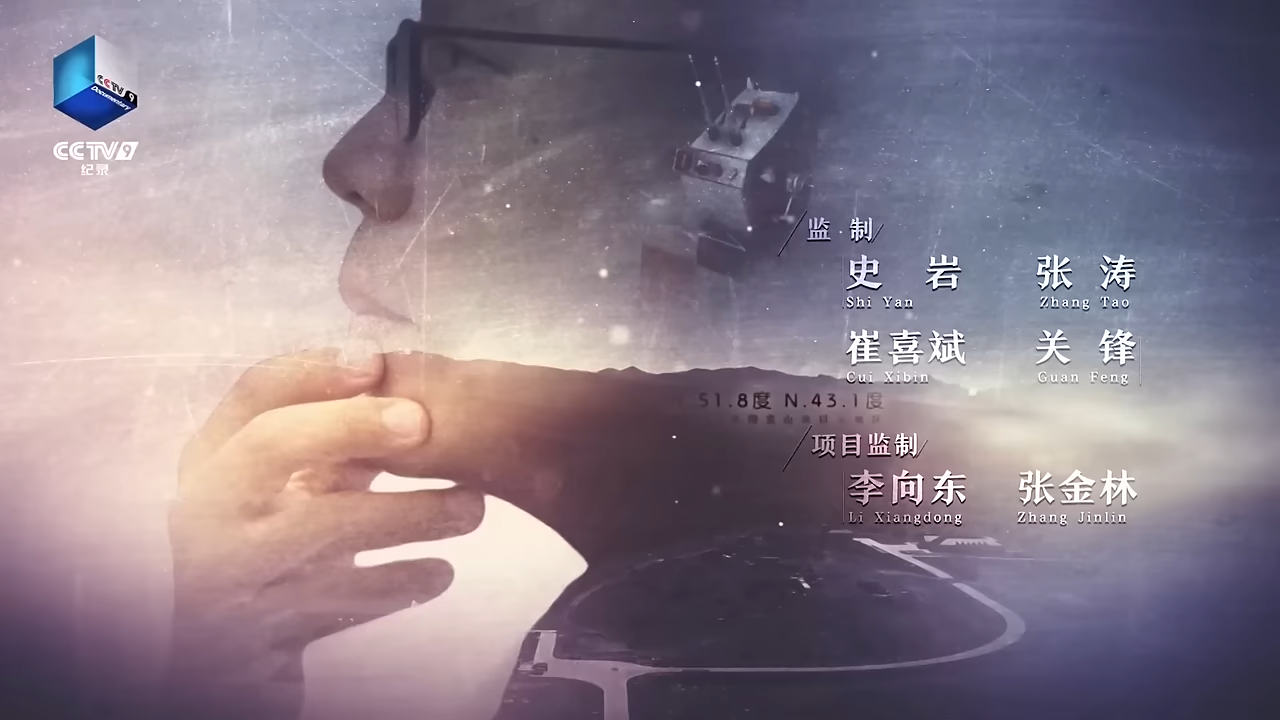 CCTV 9
Documentary
CCTV9
纪录
监 制
史 岩 张 涛
Shi Yan Zhang Tao
崔喜斌 关 锋
Cui Xibin Guan Feng
51.8度 N.43.1度
项目监制
李向东 张金林
Li Xiangdong Zhang Jinlin